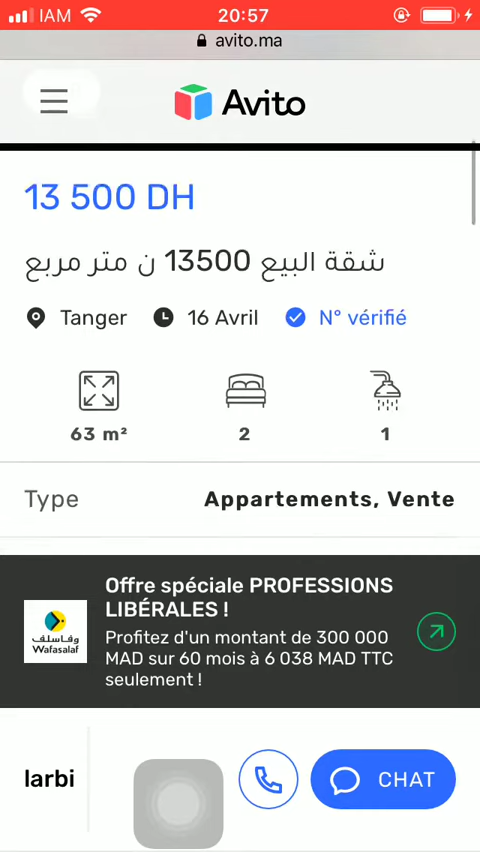 IAM 20:57
avito.ma
Avito
13 500 DH
شقة البيع 13500 ن متر مربع
Tanger 16 Avril N° vérifié
63 m² 2 1
Type Appartements, Vente
Offre spéciale PROFESSIONS
LIBÉRALES !
وفاسلف
Wafasalaf
Profitez d'un montant de 300 000
MAD sur 60 mois à 6 038 MAD TTC
seulement !
larbi CHAT